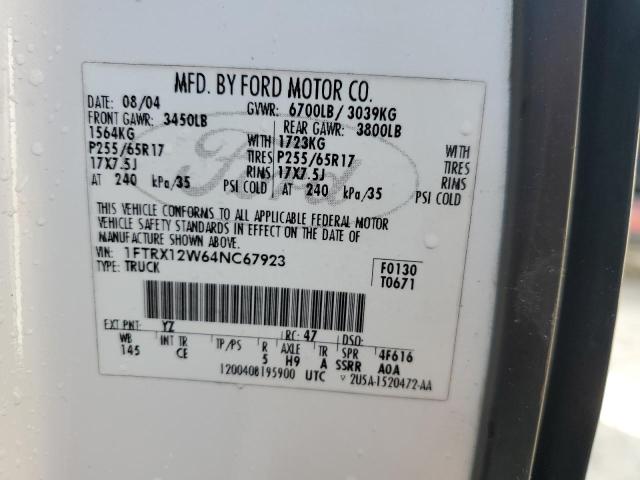 MFD. BY FORD MOTOR CO.
DATE: 08/04 GVWR: 6700LB/ 3039KG
FRONT GAWR: 3450LB REAR GAWR: 3800LB
1564KG WITH 1723KG WITH
P255/65R17 TIRES P255/65R17 TIRES
17X7.5J RIMS 17X7.5J RIMS
AT 240 kPa/35 PSI COLD AT 240 kPa/35 PSI COLD
Ford
THIS VEHICLE CONFORMS TO ALL APPLICABLE FEDERAL MOTOR
VEHICLE SAFETY STANDARDS IN EFFECT ON THE DATE OF
MANUFACTURE SHOWN ABOVE.
VIN: 1FTRX12W64NC67923 F0130
TYPE: TRUCK T0671
EXT PNT: YZ RC: 47 DSO:
WB INT TR TP/PS R AXLE TR SPR 4F616
145 CE 5 H9 A SSRR A0A
1200408195900 UTC V 2U5A-1520472-AA